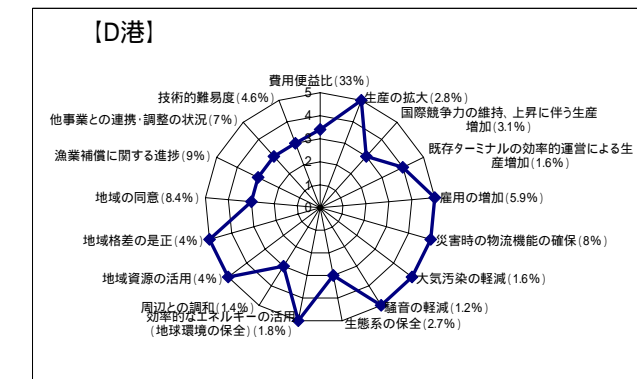 【D港】
費用便益比(33%)
生産の拡大(2.8%)
国際競争力の維持、上昇に伴う生産
増加(3.1%)
既存ターミナルの効率的運営による生
産増加(1.6%)
雇用の増加(5.9%)
災害時の物流機能の確保(8%)
大気汚染の軽減(1.6%)
騒音の軽減(1.2%)
生態系の保全(2.7%)
効率的なエネルギーの活用
(地球環境の保全)(1.8%)
周辺との調和(1.4%)
地域資源の活用(4%)
地域格差の是正(4%)
地域の同意(8.4%)
漁業補償に関する進捗(9%)
他事業との連携・調整の状況(7%)
技術的難易度(4.6%)
5
4
3
2
1
0